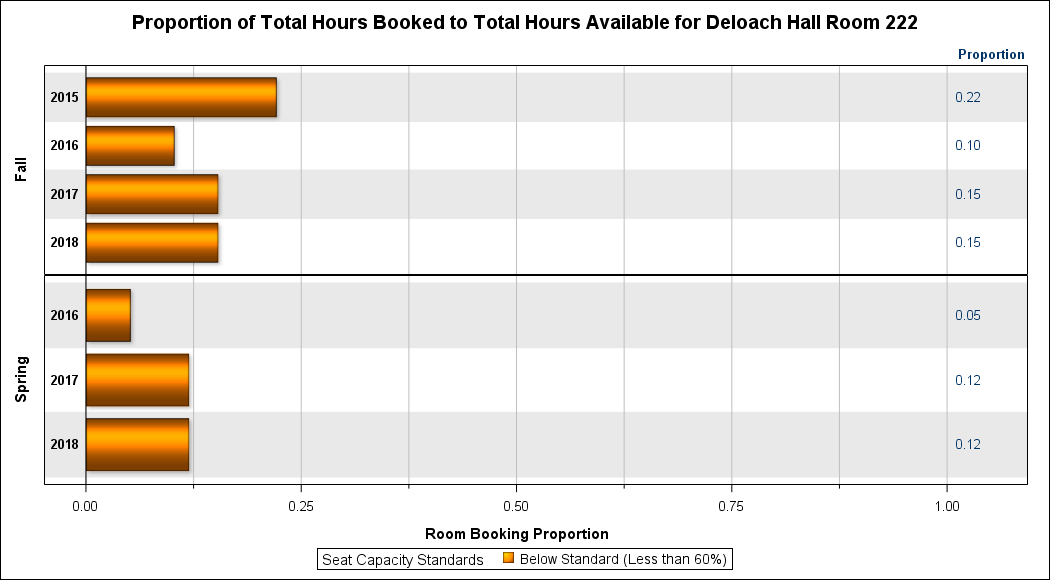 Proportion of Total Hours Booked to Total Hours Available for Deloach Hall Room 222
Proportion
Fall
2015 0.22
2016 0.10
2017 0.15
2018 0.15
Spring
2016 0.05
2017 0.12
2018 0.12
0.00 0.25 0.50 0.75 1.00
Room Booking Proportion
Seat Capacity Standards Below Standard (Less than 60%)